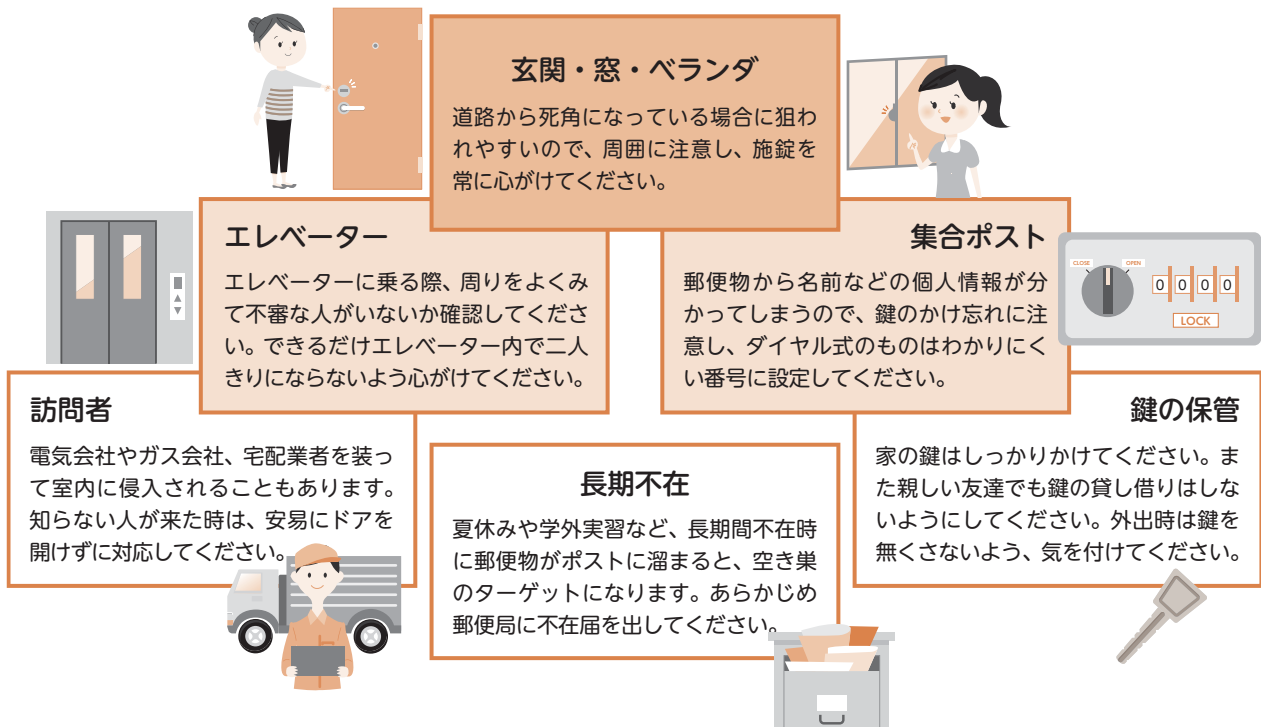 玄関・窓・ベランダ
道路から死角になっている場合に狙わ
れやすいので、周囲に注意し、施錠を
常に心がけてください。
エレベーター
エレベーターに乗る際、周りをよくみ
て不審な人がいないか確認してくださ
い。できるだけエレベーター内で二人
きりにならないよう心がけてください。
集合ポスト
郵便物から名前などの個人情報が分
かってしまうので、鍵のかけ忘れに注
意し、ダイヤル式のものはわかりにく
い番号に設定してください。
CLOSE
OPEN
0 0 0 0
LOCK
訪問者
電気会社やガス会社、宅配業者を装っ
て室内に侵入されることもあります。
知らない人が来た時は、安易にドアを
開けずに対応してください。
長期不在
夏休みや学外実習など、長期間不在時
に郵便物がポストに溜まると、空き巣
のターゲットになります。あらかじめ
郵便局に不在届を出してください。
鍵の保管
家の鍵はしっかりかけてください。ま
た親しい友達でも鍵の貸し借りはしな
いようにしてください。外出時は鍵を
無くさないよう、気を付けてください。